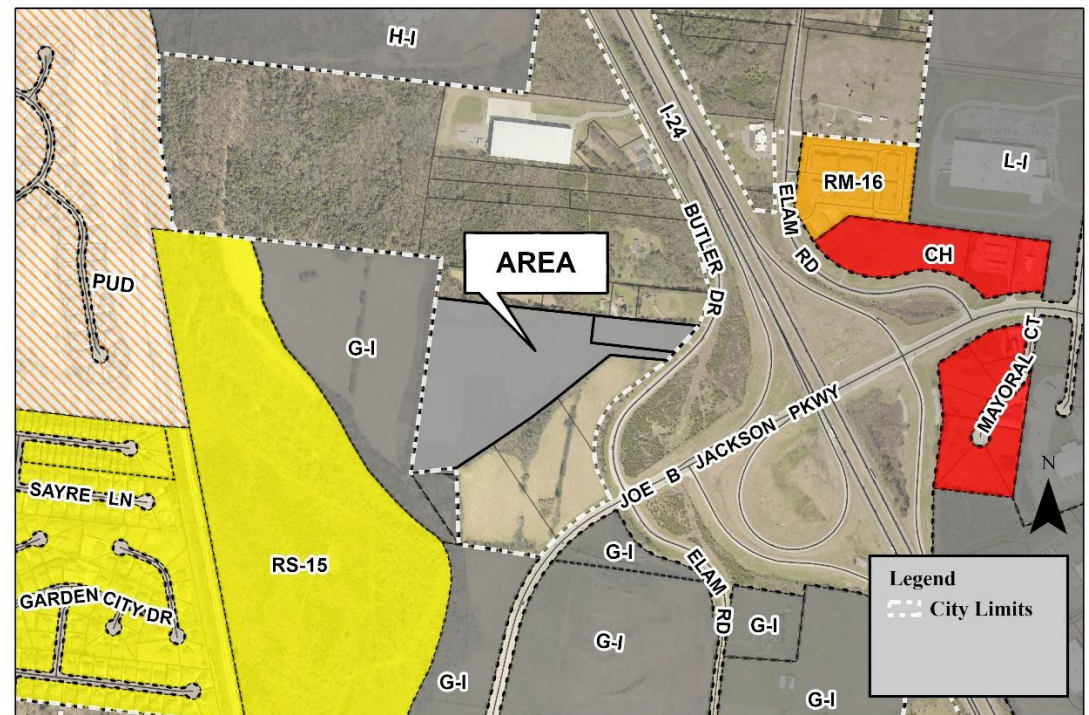 H-I
I-24
L-I
RM-16
ELAM RD
BUTLER DR
CH
AREA
PUD
G-I
MAYORAL CT
JOE B JACKSON PKWY
N
SAYRE LN
RS-15
G-I
ELAM RD
GARDEN CITY DR
G-I
G-I
G-I
G-I
Legend
City Limits